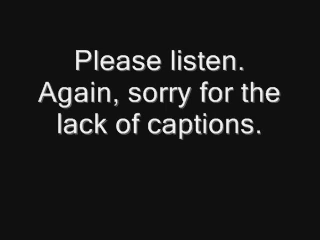 Please listen.
Again, sorry for the
lack of captions.